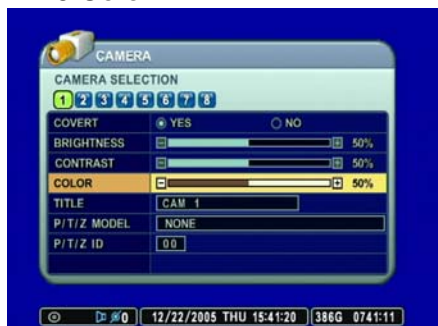 CAMERA
CAMERA SELECTION
1 2 3 4 5 6 7 8
COVERT YES NO
BRIGHTNESS 50%
CONTRAST 50%
COLOR 50%
TITLE CAM 1
P/T/Z MODEL NONE
P/T/Z ID 00
0 12/22/2005 THU 15:41:20 386G 0741:11